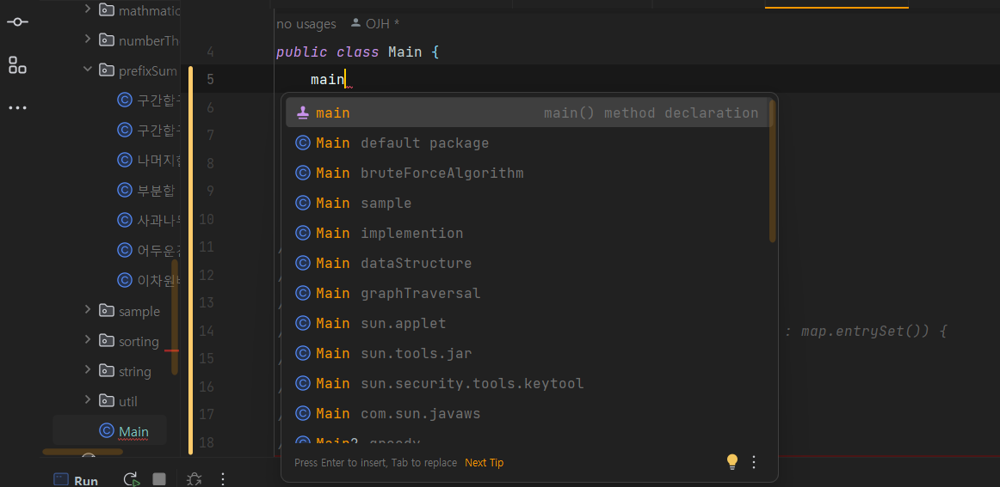 mathmatic
numberTh
prefixSum
구간합
구간합
나머지합
부분합
사과나무
어두운
이차원
sample
sorting
string
util
Main
no usages OJH *
4 public class Main {
5 main
6
7
8
9
10
11 /
12 /
13 /
14 / : map.entrySet()) {
15 /
16 /
17 /
18 /
main main() method declaration
Main default package
Main bruteForceAlgorithm
Main sample
Main implemention
Main dataStructure
Main graphTraversal
Main sun.applet
Main sun.tools.jar
Main sun.security.tools.keytool
Main com.sun.javaws
Main2 greedy
Press Enter to insert, Tab to replace Next Tip
Run